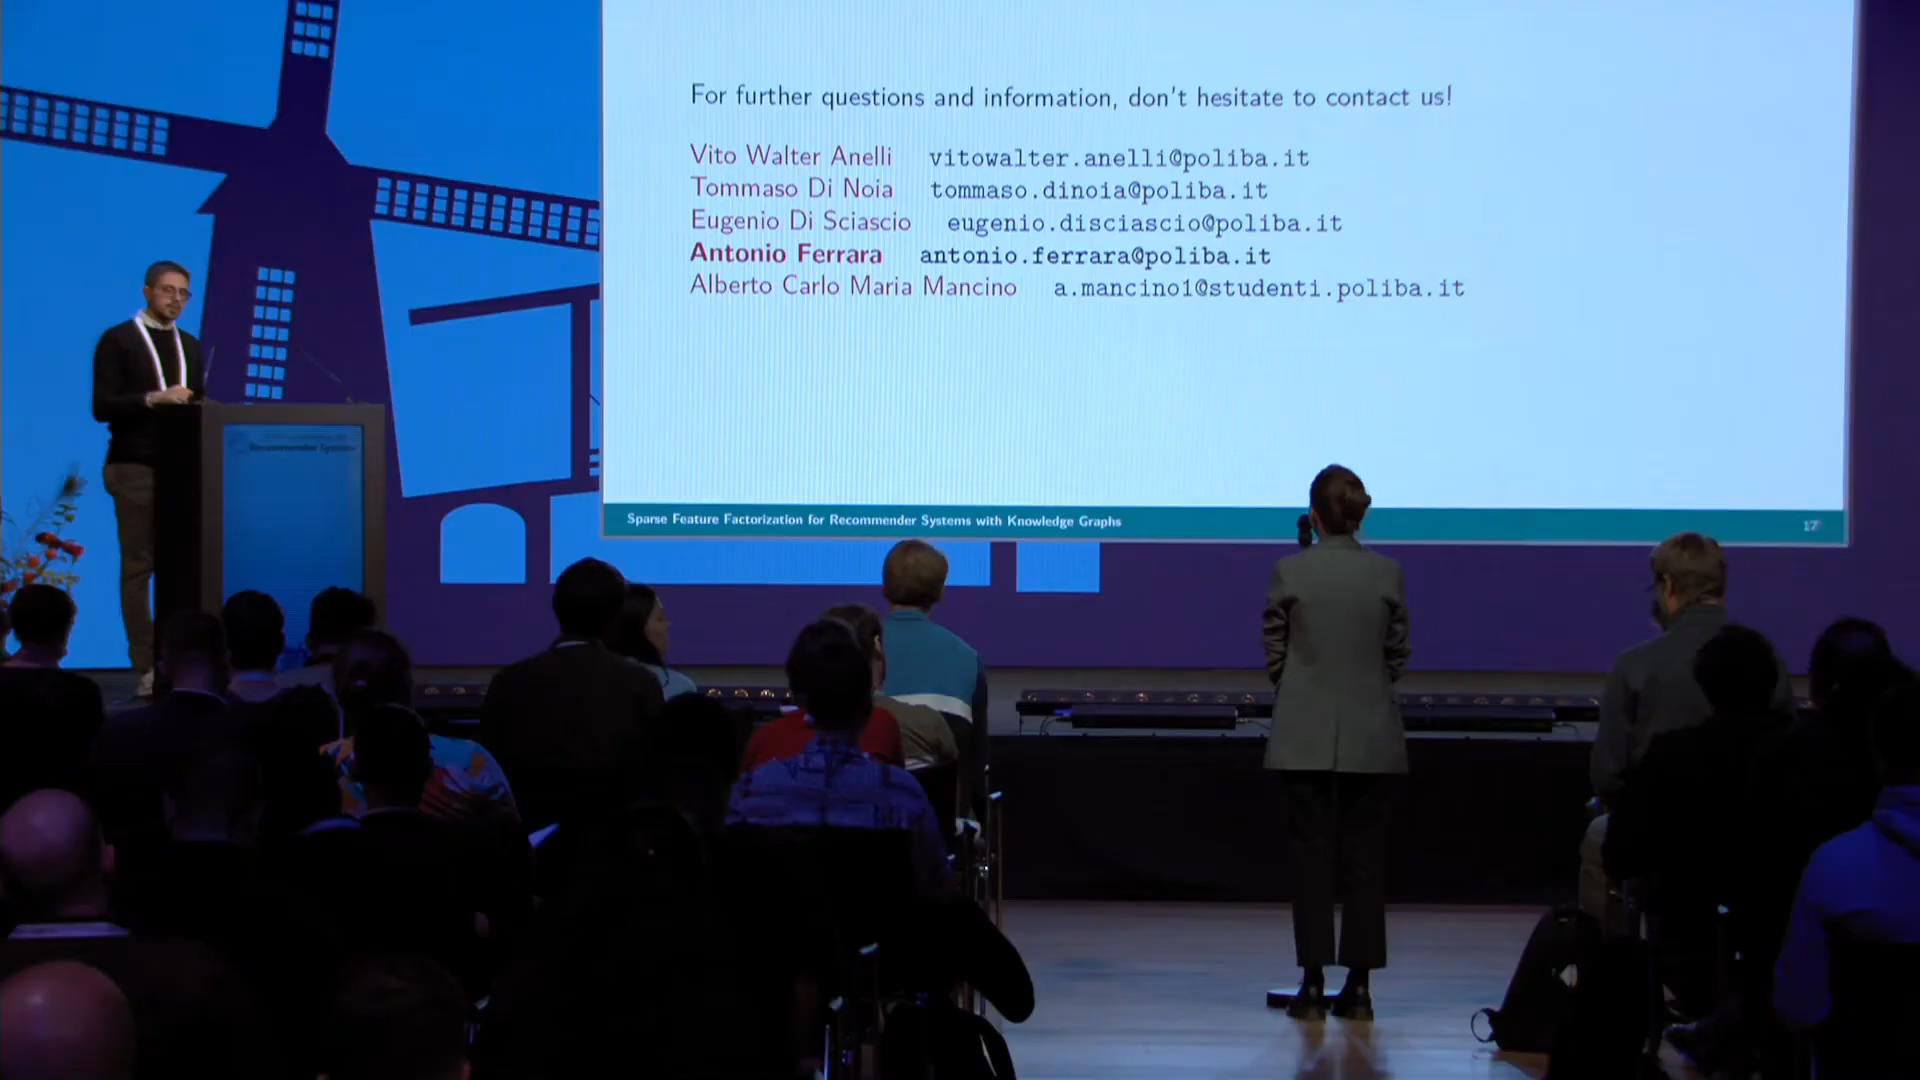 For further questions and information, don't hesitate to contact us!
Vito Walter Anelli vitowalter.anelli@poliba.it
Tommaso Di Noia tommaso.dinoia@poliba.it
Eugenio Di Sciascio eugenio.disciascio@poliba.it
Antonio Ferrara antonio.ferrara@poliba.it
Alberto Carlo Maria Mancino a.mancino1@studenti.poliba.it
Recommender Systems
Sparse Feature Factorization for Recommender Systems with Knowledge Graphs 17